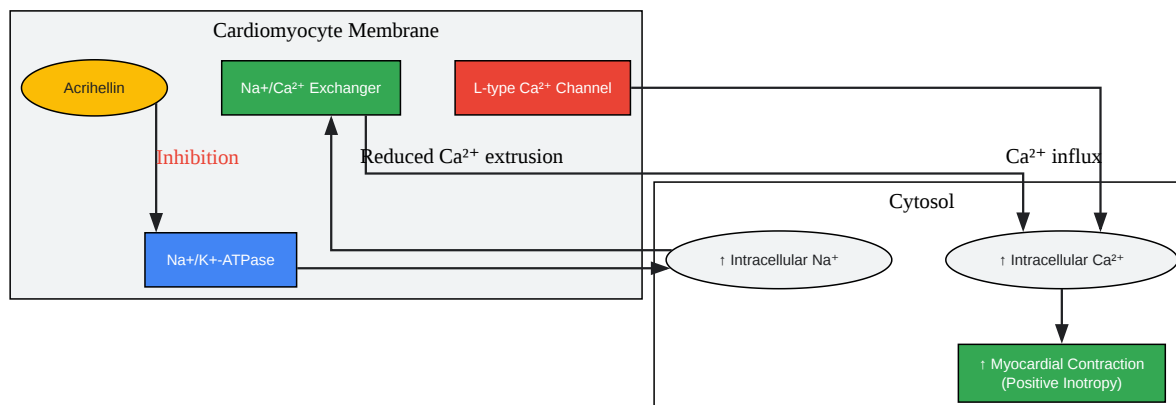 Cardiomyocyte Membrane
Acrihellin
Na+/Ca²⁺ Exchanger
L-type Ca²⁺ Channel
Inhibition
Reduced Ca²⁺ extrusion
Ca²⁺ influx
Cytosol
Na+/K+-ATPase
↑ Intracellular Na⁺
↑ Intracellular Ca²⁺
↑ Myocardial Contraction
(Positive Inotropy)